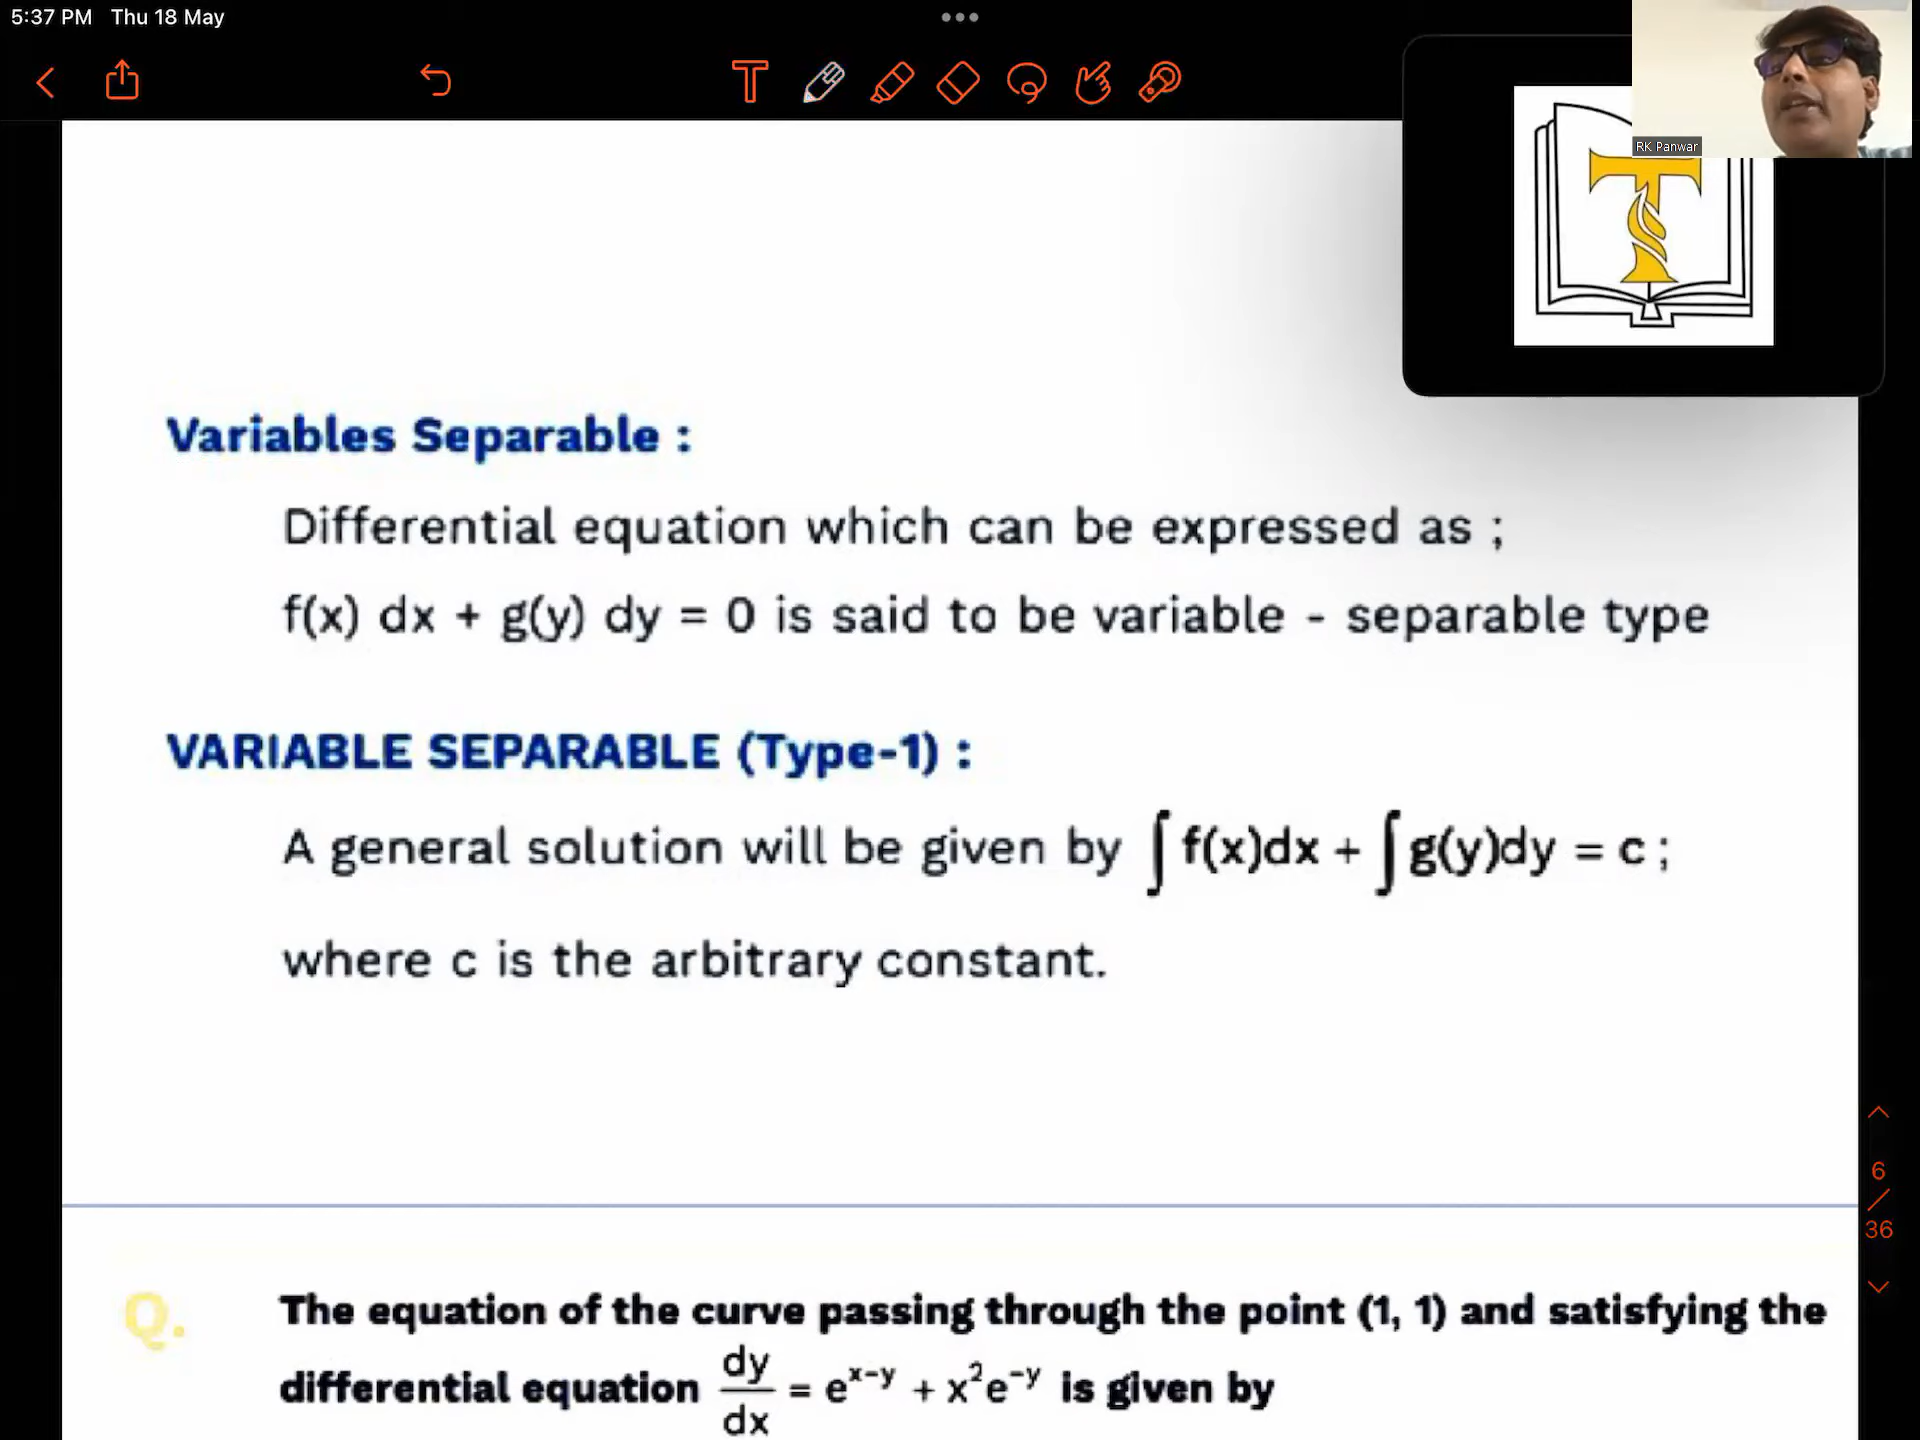 5:37 PM Thu 18 May
RK Panwar
Variables Separable :
Differential equation which can be expressed as ;
f(x) dx + g(y) dy = 0 is said to be variable - separable type
VARIABLE SEPARABLE (Type-1) :
A general solution will be given by ∫f(x)dx + ∫g(y)dy = c ;
where c is the arbitrary constant.
6
/
36
Q. The equation of the curve passing through the point (1, 1) and satisfying the
differential equation dy/dx = e^(x-y) + x²e^(-y) is given by